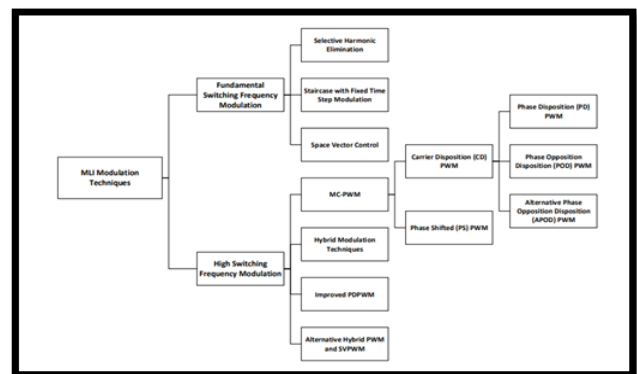 Selective Harmonic
Elimination
Fundamental
Switching Frequency
Modulation
Staircase with Fixed Time
Step Modulation
Space Vector Control
MLI Modulation
Techniques
MC-PWM
Carrier Disposition (CD)
PWM
Phase Disposition (PD)
PWM
Phase Opposition
Disposition (POD) PWM
Alternative Phase
Opposition Disposition
(APOD) PWM
Phase Shifted (PS) PWM
High Switching
Frequency Modulation
Hybrid Modulation
Techniques
Improved PDPWM
Alternative Hybrid PWM
and SVPWM